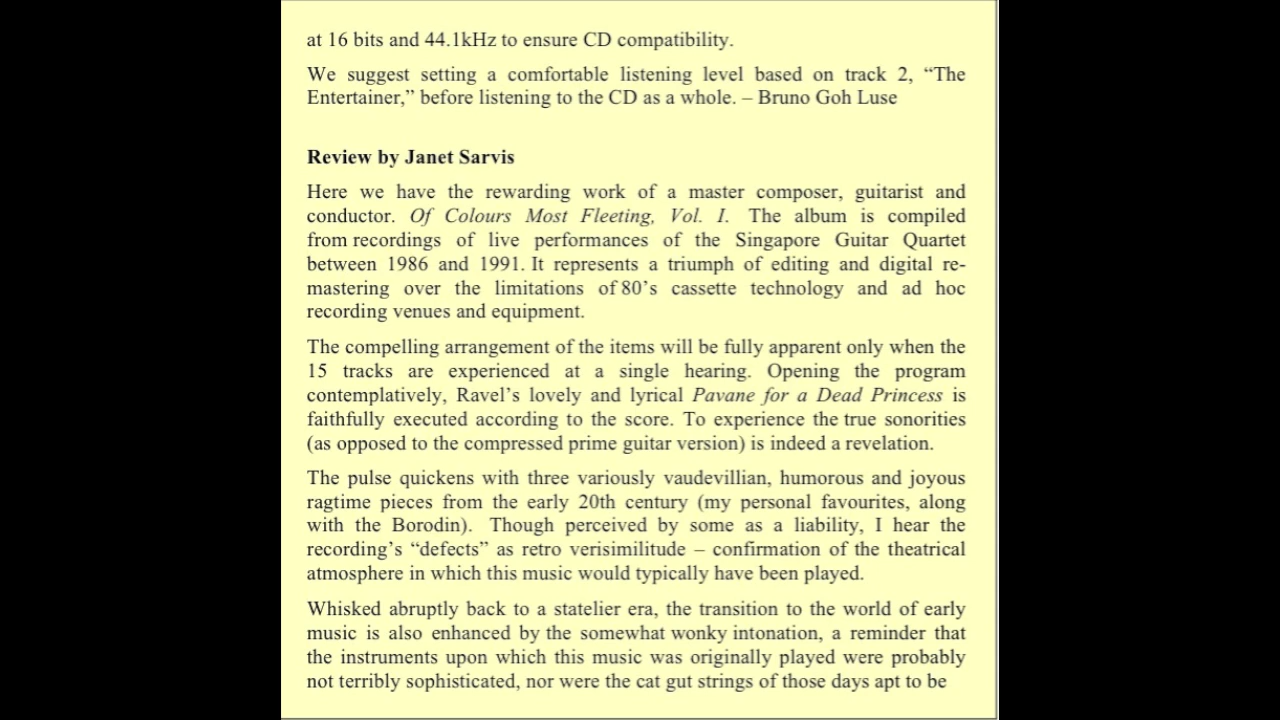 at 16 bits and 44.1kHz to ensure CD compatibility.
We suggest setting a comfortable listening level based on track 2, “The
Entertainer,” before listening to the CD as a whole. – Bruno Goh Luse
Review by Janet Sarvis
Here we have the rewarding work of a master composer, guitarist and
conductor. Of Colours Most Fleeting, Vol. I. The album is compiled
from recordings of live performances of the Singapore Guitar Quartet
between 1986 and 1991. It represents a triumph of editing and digital re-
mastering over the limitations of 80’s cassette technology and ad hoc
recording venues and equipment.
The compelling arrangement of the items will be fully apparent only when the
15 tracks are experienced at a single hearing. Opening the program
contemplatively, Ravel’s lovely and lyrical Pavane for a Dead Princess is
faithfully executed according to the score. To experience the true sonorities
(as opposed to the compressed prime guitar version) is indeed a revelation.
The pulse quickens with three variously vaudevillian, humorous and joyous
ragtime pieces from the early 20th century (my personal favourites, along
with the Borodin). Though perceived by some as a liability, I hear the
recording’s “defects” as retro verisimilitude – confirmation of the theatrical
atmosphere in which this music would typically have been played.
Whisked abruptly back to a statelier era, the transition to the world of early
music is also enhanced by the somewhat wonky intonation, a reminder that
the instruments upon which this music was originally played were probably
not terribly sophisticated, nor were the cat gut strings of those days apt to be